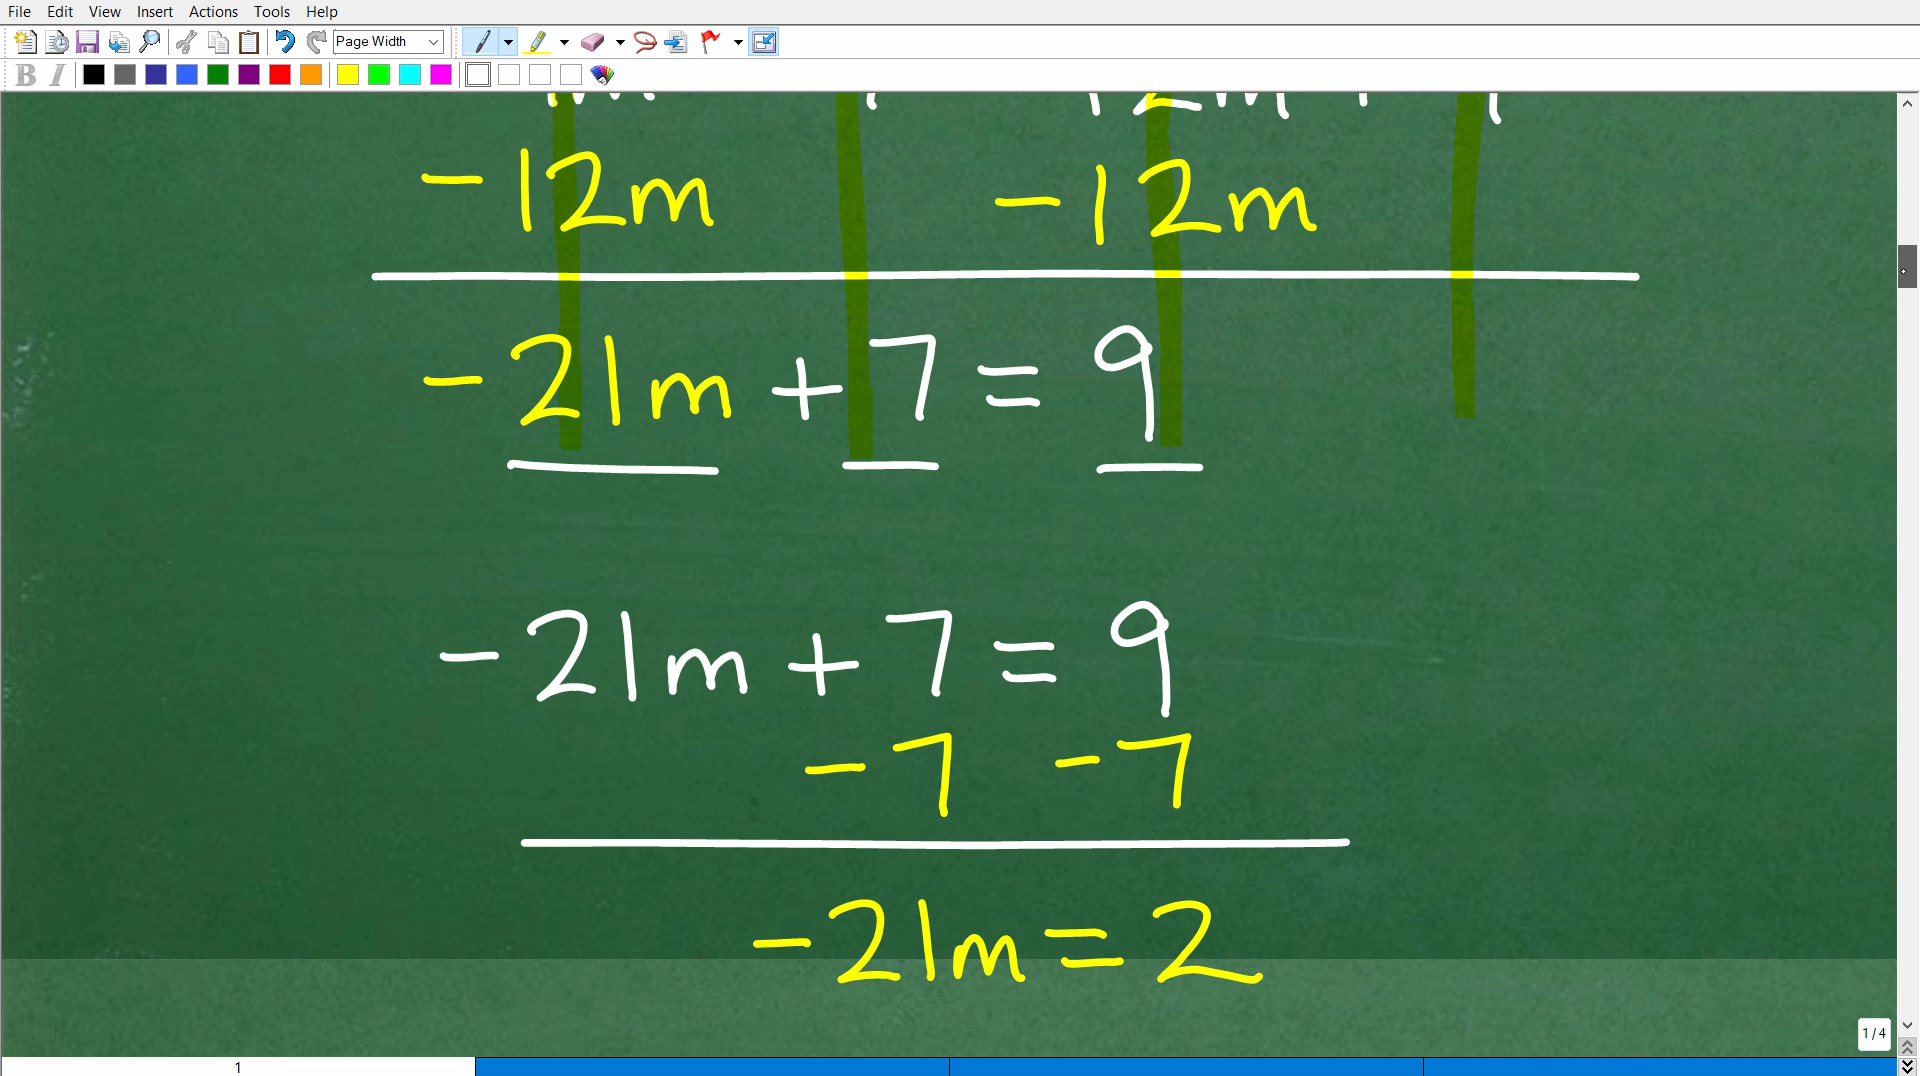 File Edit View Insert Actions Tools Help
Page Width
B I
-12m -12m
-21m + 7 = 9
-21m + 7 = 9
-7 -7
-21m = 2
1 / 4
1